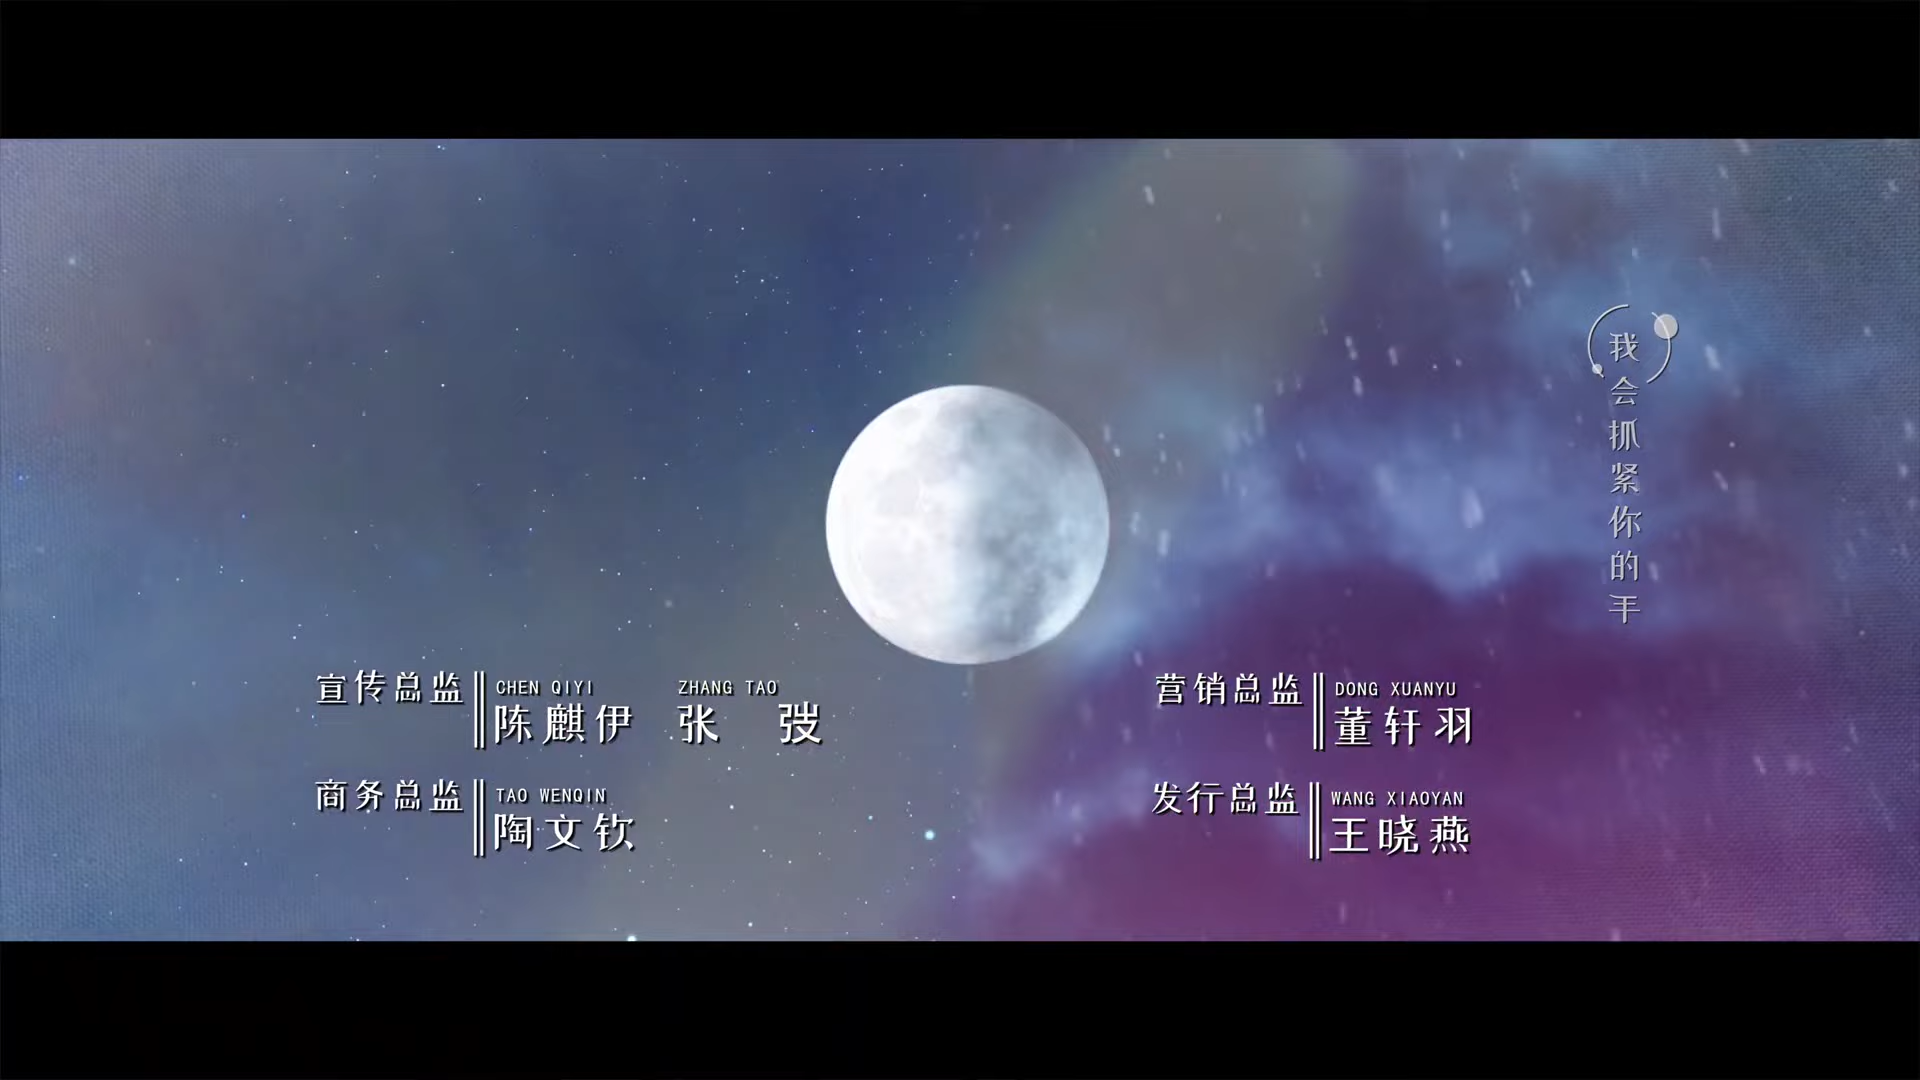 宣传总监
CHEN QIYI ZHANG TAO
陈麒伊 张弢
商务总监
TAO WENQIN
陶文钦
营销总监
DONG XUANYU
董轩羽
发行总监
WANG XIAOYAN
王晓燕
我会抓紧你的手